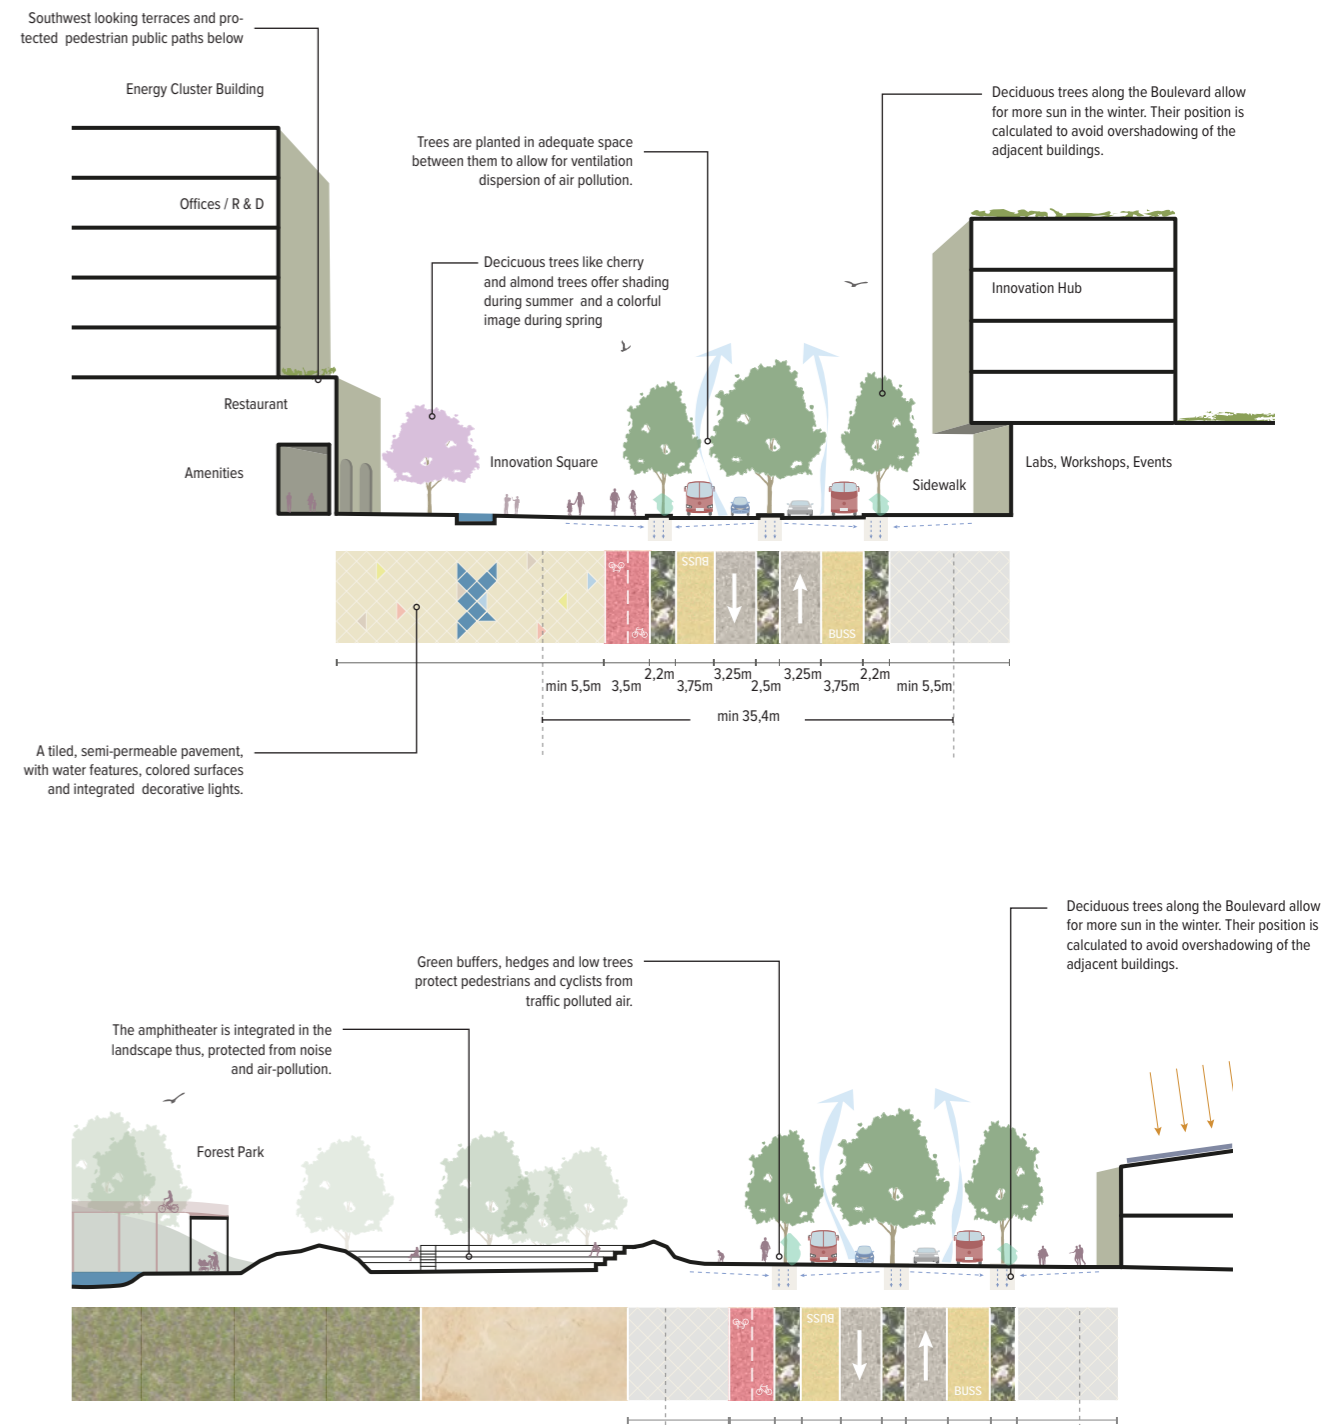 Southwest looking terraces and pro-
tected  pedestrian public paths below
Energy Cluster Building
Deciduous trees along the Boulevard allow
for more sun in the winter. Their position is
calculated to avoid overshadowing of the
adjacent buildings.
Trees are planted in adequate space
between them to allow for ventilation
dispersion of air pollution.
Offices / R & D
Decicuous trees like cherry
and almond trees offer shading
during summer  and a colorful
image during spring
Innovation Hub
Restaurant
Amenities
Innovation Square
Sidewalk
Labs, Workshops, Events
BUSS
BUSS
min 5,5m
3,5m
2,2m
3,75m
3,25m
2,5m
3,25m
3,75m
2,2m
min 5,5m
min 35,4m
A tiled, semi-permeable pavement,
with water features, colored surfaces
and integrated  decorative lights.
Deciduous trees along the Boulevard allow
for more sun in the winter. Their position is
calculated to avoid overshadowing of the
adjacent buildings.
Green buffers, hedges and low trees
protect pedestrians and cyclists from
traffic polluted air.
The amphitheater is integrated in the
landscape thus, protected from noise
and air-pollution.
Forest Park
BUSS
BUSS